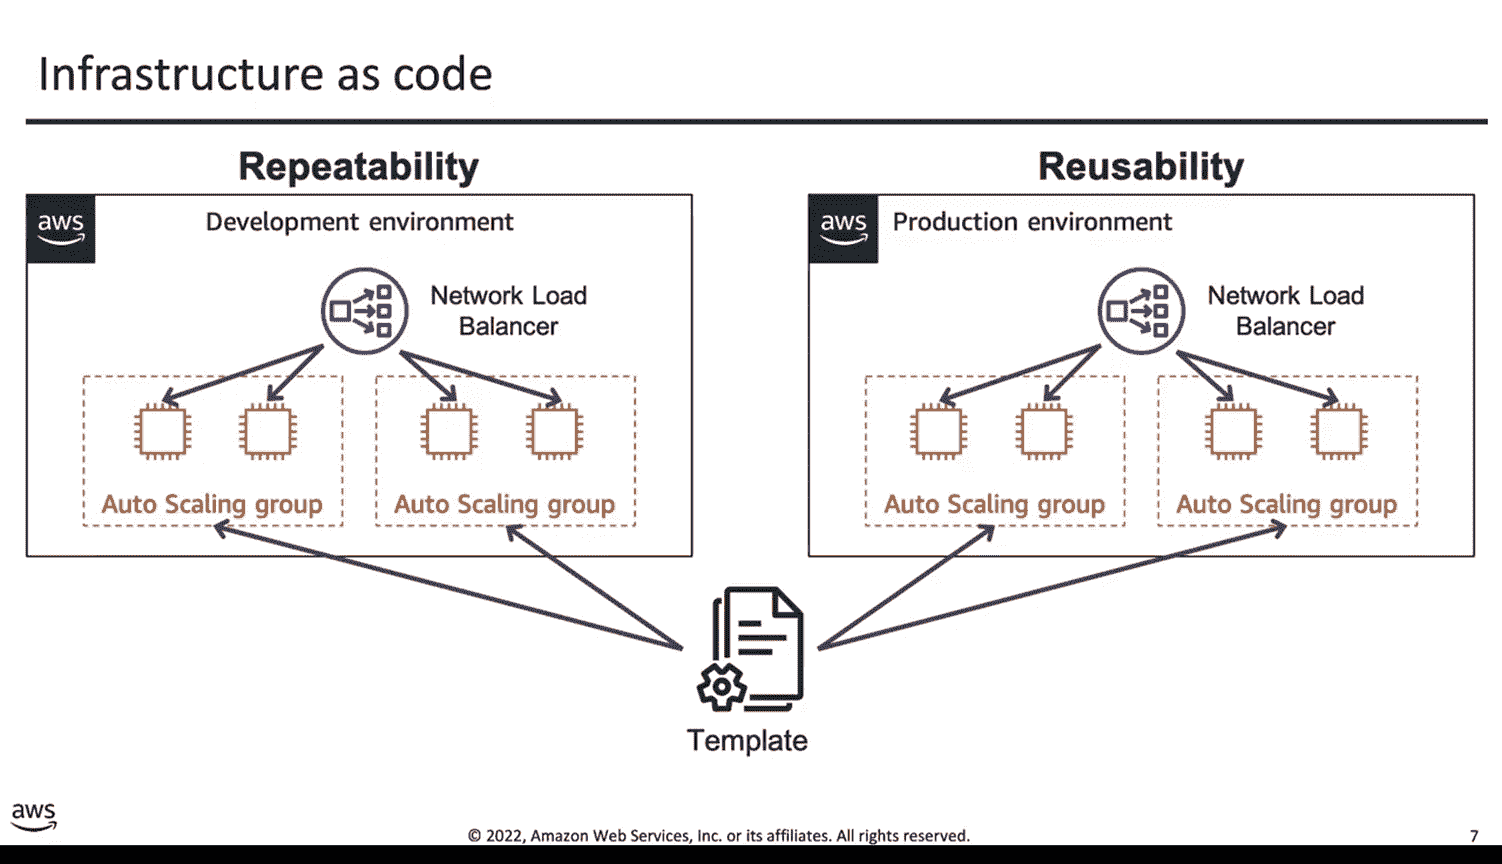 Infrastructure as code
Repeatability
aws
Development environment
Network Load
Balancer
Auto Scaling group
Auto Scaling group
Reusability
aws
Production environment
Network Load
Balancer
Auto Scaling group
Auto Scaling group
Template
aws
© 2022, Amazon Web Services, Inc. or its affiliates. All rights reserved.
7